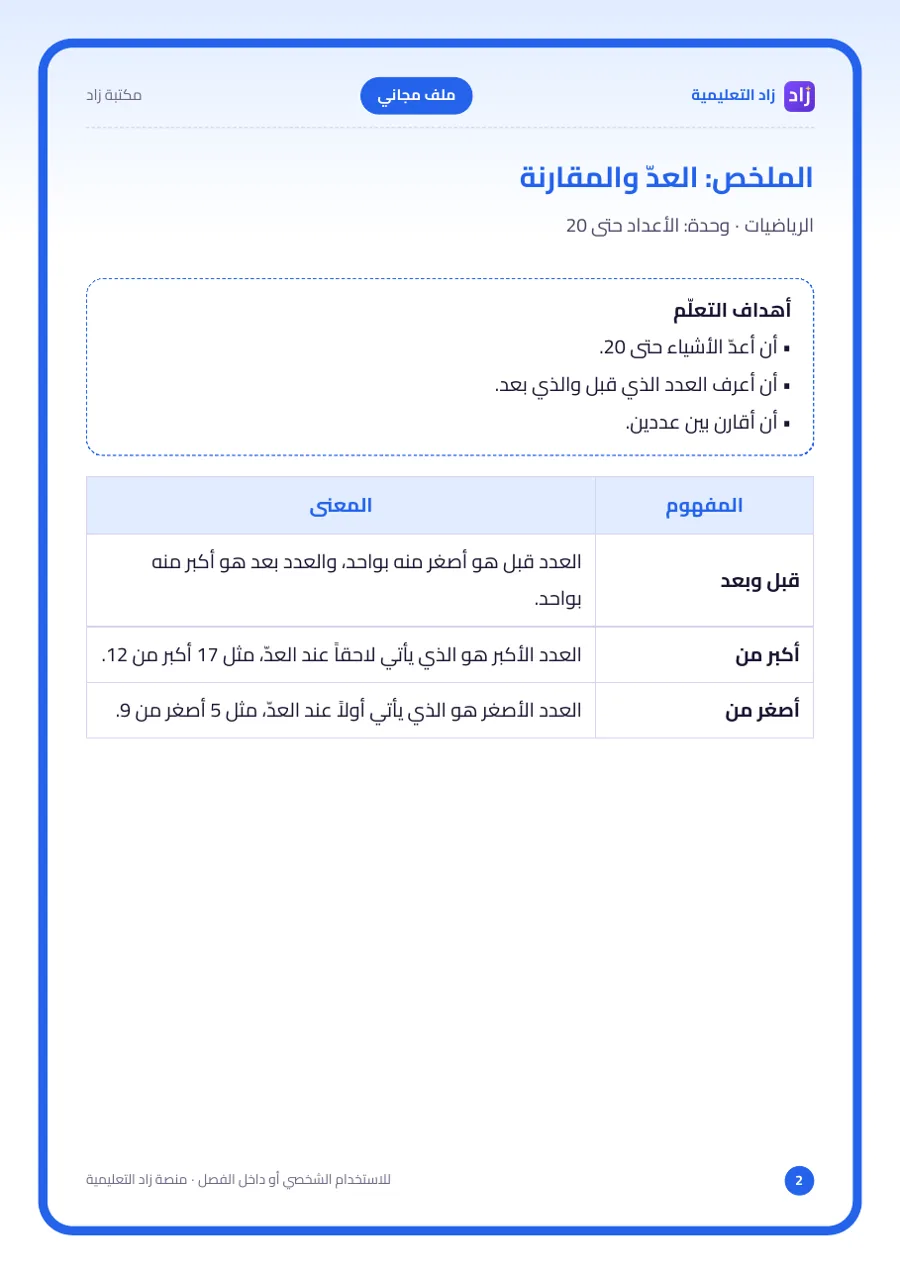 زاد
زاد التعليمية
ملف مجاني
مكتبة زاد
الملخص: العدّ والمقارنة
الرياضيات · وحدة: الأعداد حتى 20
أهداف التعلّم
▪ أن أعدّ الأشياء حتى 20.
▪ أن أعرف العدد الذي قبل والذي بعد.
▪ أن أقارن بين عددين.
المفهوم
المعنى
قبل وبعد
العدد قبل هو أصغر منه بواحد، والعدد بعد هو أكبر منه
بواحد.
أكبر من
العدد الأكبر هو الذي يأتي لاحقاً عند العدّ، مثل 17 أكبر من 12.
أصغر من
العدد الأصغر هو الذي يأتي أولاً عند العدّ، مثل 5 أصغر من 9.
2
للاستخدام الشخصي أو داخل الفصل · منصة زاد التعليمية